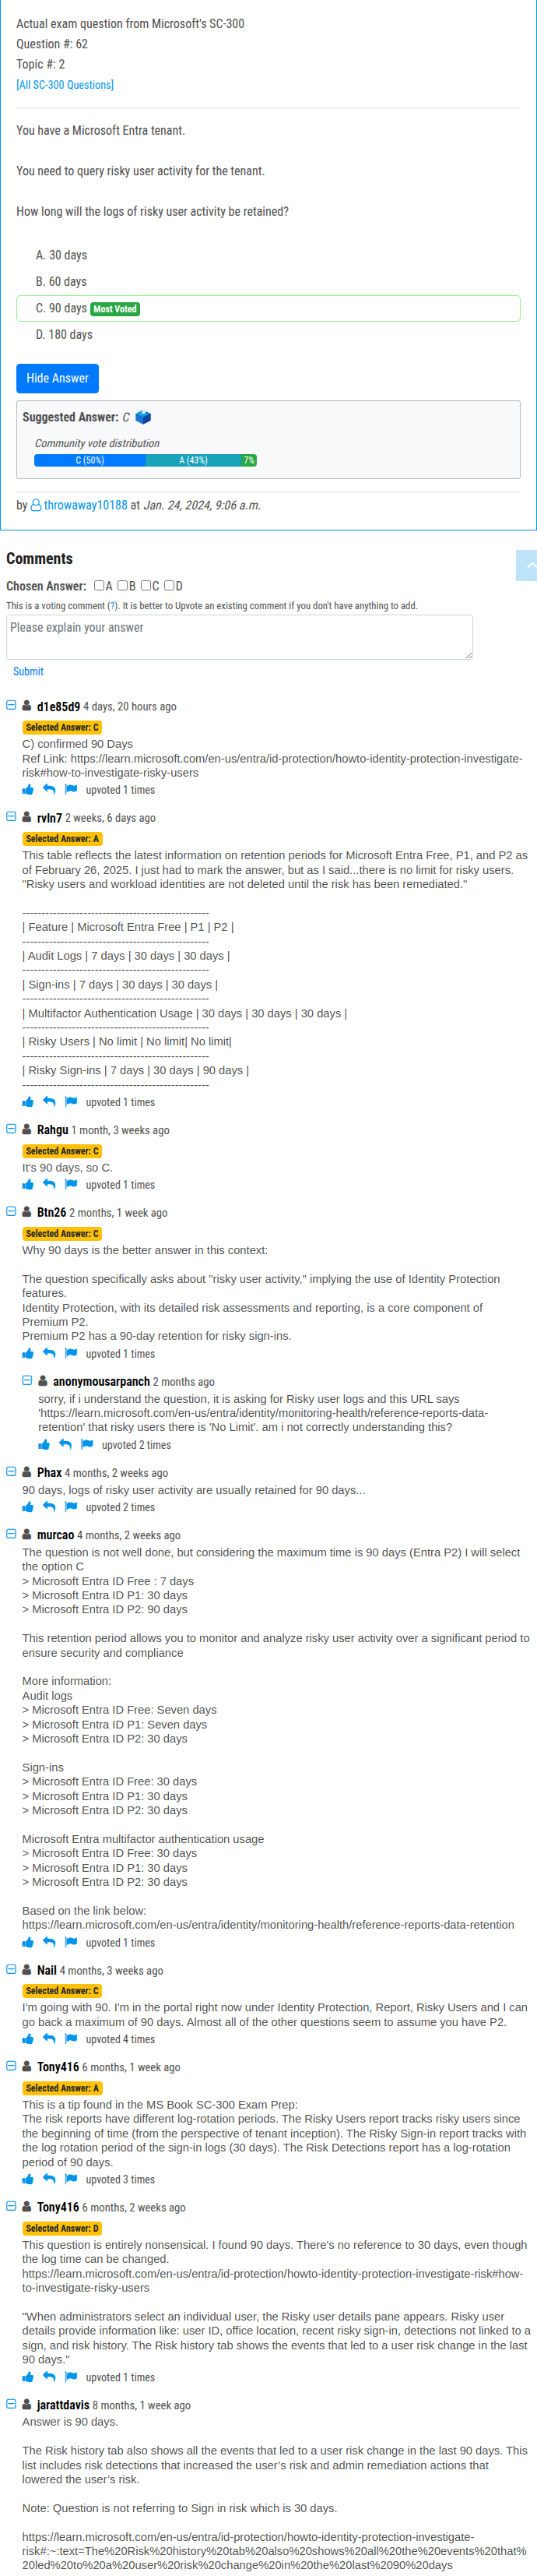 Actual exam question from Microsoft's SC-300
Question #: 62
Topic #: 2
[All SC-300 Questions]
You have a Microsoft Entra tenant.
You need to query risky user activity for the tenant.
How long will the logs of risky user activity be retained?
A. 30 days
B. 60 days
C. 90 days Most Voted
D. 180 days
Hide Answer
Suggested Answer: C
Community vote distribution
C (50%) A (43%) 7%
by throwaway10188 at Jan. 24, 2024, 9:06 a.m.
Comments
Chosen Answer: A B C D
This is a voting comment (?). It is better to Upvote an existing comment if you don't have anything to add.
Please explain your answer
Submit
d1e85d9 4 days, 20 hours ago
Selected Answer: C
C) confirmed 90 Days
Ref Link: https://learn.microsoft.com/en-us/entra/id-protection/howto-identity-protection-investigate-
risk#how-to-investigate-risky-users
upvoted 1 times
rvln7 2 weeks, 6 days ago
Selected Answer: A
This table reflects the latest information on retention periods for Microsoft Entra Free, P1, and P2 as
of February 26, 2025. I just had to mark the answer, but as I said...there is no limit for risky users.
"Risky users and workload identities are not deleted until the risk has been remediated."
-------------------------------------------------
| Feature | Microsoft Entra Free | P1 | P2 |
-------------------------------------------------
| Audit Logs | 7 days | 30 days | 30 days |
-------------------------------------------------
| Sign-ins | 7 days | 30 days | 30 days |
-------------------------------------------------
| Multifactor Authentication Usage | 30 days | 30 days | 30 days |
-------------------------------------------------
| Risky Users | No limit | No limit| No limit|
-------------------------------------------------
| Risky Sign-ins | 7 days | 30 days | 90 days |
-------------------------------------------------
upvoted 1 times
Rahgu 1 month, 3 weeks ago
Selected Answer: C
It's 90 days, so C.
upvoted 1 times
Btn26 2 months, 1 week ago
Selected Answer: C
Why 90 days is the better answer in this context:
The question specifically asks about "risky user activity," implying the use of Identity Protection
features.
Identity Protection, with its detailed risk assessments and reporting, is a core component of
Premium P2.
Premium P2 has a 90-day retention for risky sign-ins.
upvoted 1 times
anonymousarpanch 2 months ago
sorry, if i understand the question, it is asking for Risky user logs and this URL says
'https://learn.microsoft.com/en-us/entra/identity/monitoring-health/reference-reports-data-
retention' that risky users there is 'No Limit'. am i not correctly understanding this?
upvoted 2 times
Phax 4 months, 2 weeks ago
90 days, logs of risky user activity are usually retained for 90 days...
upvoted 2 times
murcao 4 months, 2 weeks ago
The question is not well done, but considering the maximum time is 90 days (Entra P2) I will select
the option C
> Microsoft Entra ID Free : 7 days
> Microsoft Entra ID P1: 30 days
> Microsoft Entra ID P2: 90 days
This retention period allows you to monitor and analyze risky user activity over a significant period to
ensure security and compliance
More information:
Audit logs
> Microsoft Entra ID Free: Seven days
> Microsoft Entra ID P1: Seven days
> Microsoft Entra ID P2: 30 days
Sign-ins
> Microsoft Entra ID Free: 30 days
> Microsoft Entra ID P1: 30 days
> Microsoft Entra ID P2: 30 days
Microsoft Entra multifactor authentication usage
> Microsoft Entra ID Free: 30 days
> Microsoft Entra ID P1: 30 days
> Microsoft Entra ID P2: 30 days
Based on the link below:
https://learn.microsoft.com/en-us/entra/identity/monitoring-health/reference-reports-data-retention
upvoted 1 times
Nail 4 months, 3 weeks ago
Selected Answer: C
I'm going with 90. I'm in the portal right now under Identity Protection, Report, Risky Users and I can
go back a maximum of 90 days. Almost all of the other questions seem to assume you have P2.
upvoted 4 times
Tony416 6 months, 1 week ago
Selected Answer: A
This is a tip found in the MS Book SC-300 Exam Prep:
The risk reports have different log-rotation periods. The Risky Users report tracks risky users since
the beginning of time (from the perspective of tenant inception). The Risky Sign-in report tracks with
the log rotation period of the sign-in logs (30 days). The Risk Detections report has a log-rotation
period of 90 days.
upvoted 3 times
Tony416 6 months, 2 weeks ago
Selected Answer: D
This question is entirely nonsensical. I found 90 days. There's no reference to 30 days, even though
the log time can be changed.
https://learn.microsoft.com/en-us/entra/id-protection/howto-identity-protection-investigate-risk#how-
to-investigate-risky-users
"When administrators select an individual user, the Risky user details pane appears. Risky user
details provide information like: user ID, office location, recent risky sign-in, detections not linked to a
sign, and risk history. The Risk history tab shows the events that led to a user risk change in the last
90 days."
upvoted 1 times
jarattdavis 8 months, 1 week ago
Answer is 90 days.
The Risk history tab also shows all the events that led to a user risk change in the last 90 days. This
list includes risk detections that increased the user's risk and admin remediation actions that
lowered the user's risk.
Note: Question is not referring to Sign in risk which is 30 days.
https://learn.microsoft.com/en-us/entra/id-protection/howto-identity-protection-investigate-
risk#:~:text=The%20Risk%20history%20tab%20also%20shows%20all%20the%20events%20that%
20led%20to%20a%20user%20risk%20change%20in%20the%20last%2090%20days